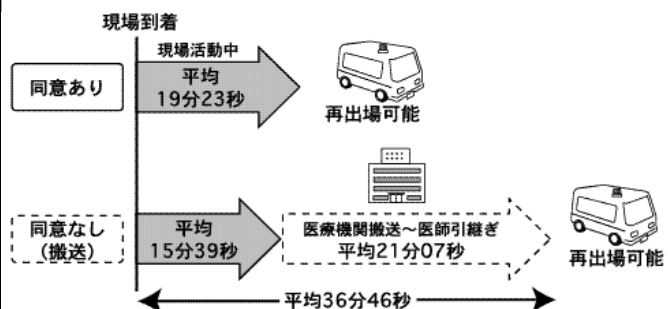 現場到着
同意あり
現場活動中
平均
19分23秒
再出場可能
同意なし
(搬送)
平均
15分39秒
医療機関搬送~医師引継ぎ
平均21分07秒
再出場可能
平均36分46秒